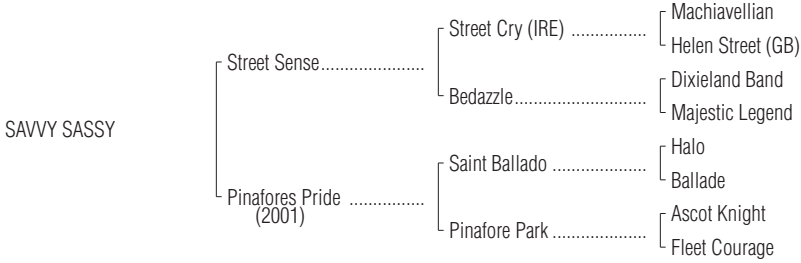 Machiavellian
Street Cry (IRE) ................
Helen Street (GB)
Street Sense......................
Dixieland Band
Bedazzle............................
Majestic Legend
SAVVY SASSY
Halo
Saint Ballado ....................
Ballade
Pinafores Pride ................
(2001)
Ascot Knight
Pinafore Park ....................
Fleet Courage